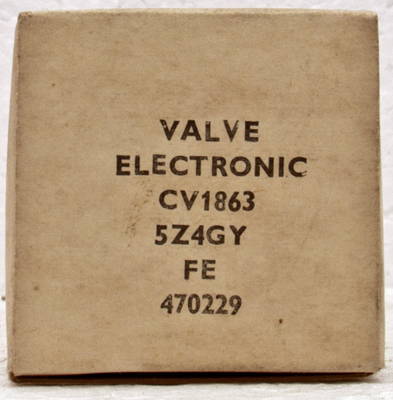 VALVE
ELECTRONIC
CV1863
5Z4GY
FE
470229